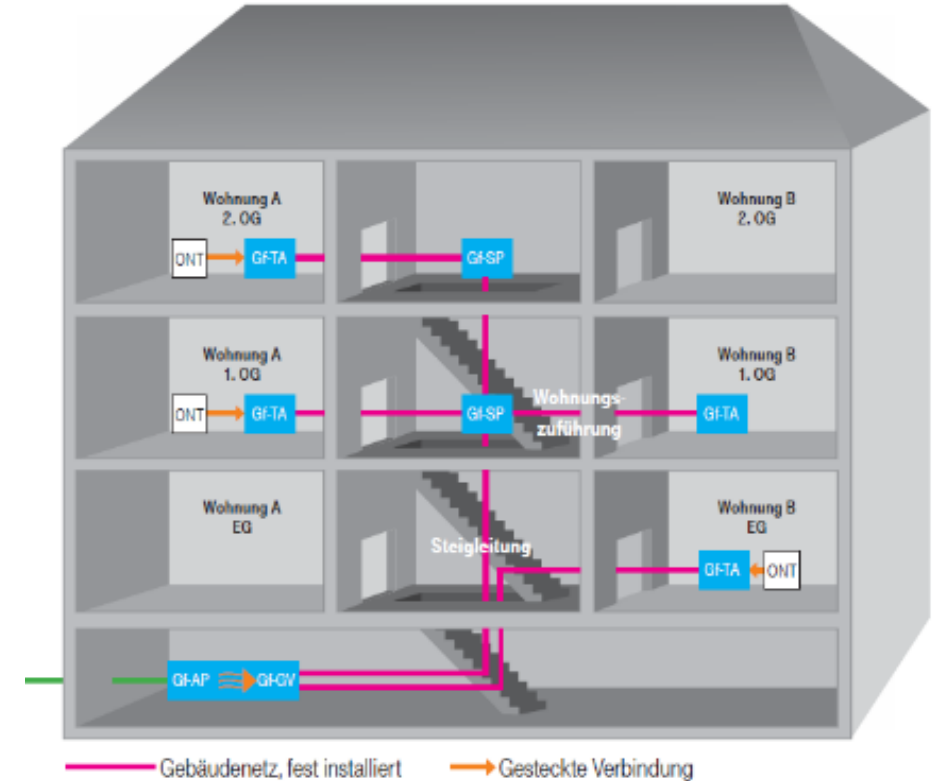 Wohnung A
2. OG
Wohnung B
2. OG
ONT
Gf-TA
Gf-SP
Wohnung A
1. OG
Wohnung B
1. OG
ONT
Gf-TA
Gf-SP
Wohnungs-
zuführung
Gf-TA
Wohnung A
EG
Wohnung B
EG
Steigleitung
Gf-TA
ONT
Gf-AP
Gf-GV
Gebäudenetz, fest installiert
Gesteckte Verbindung